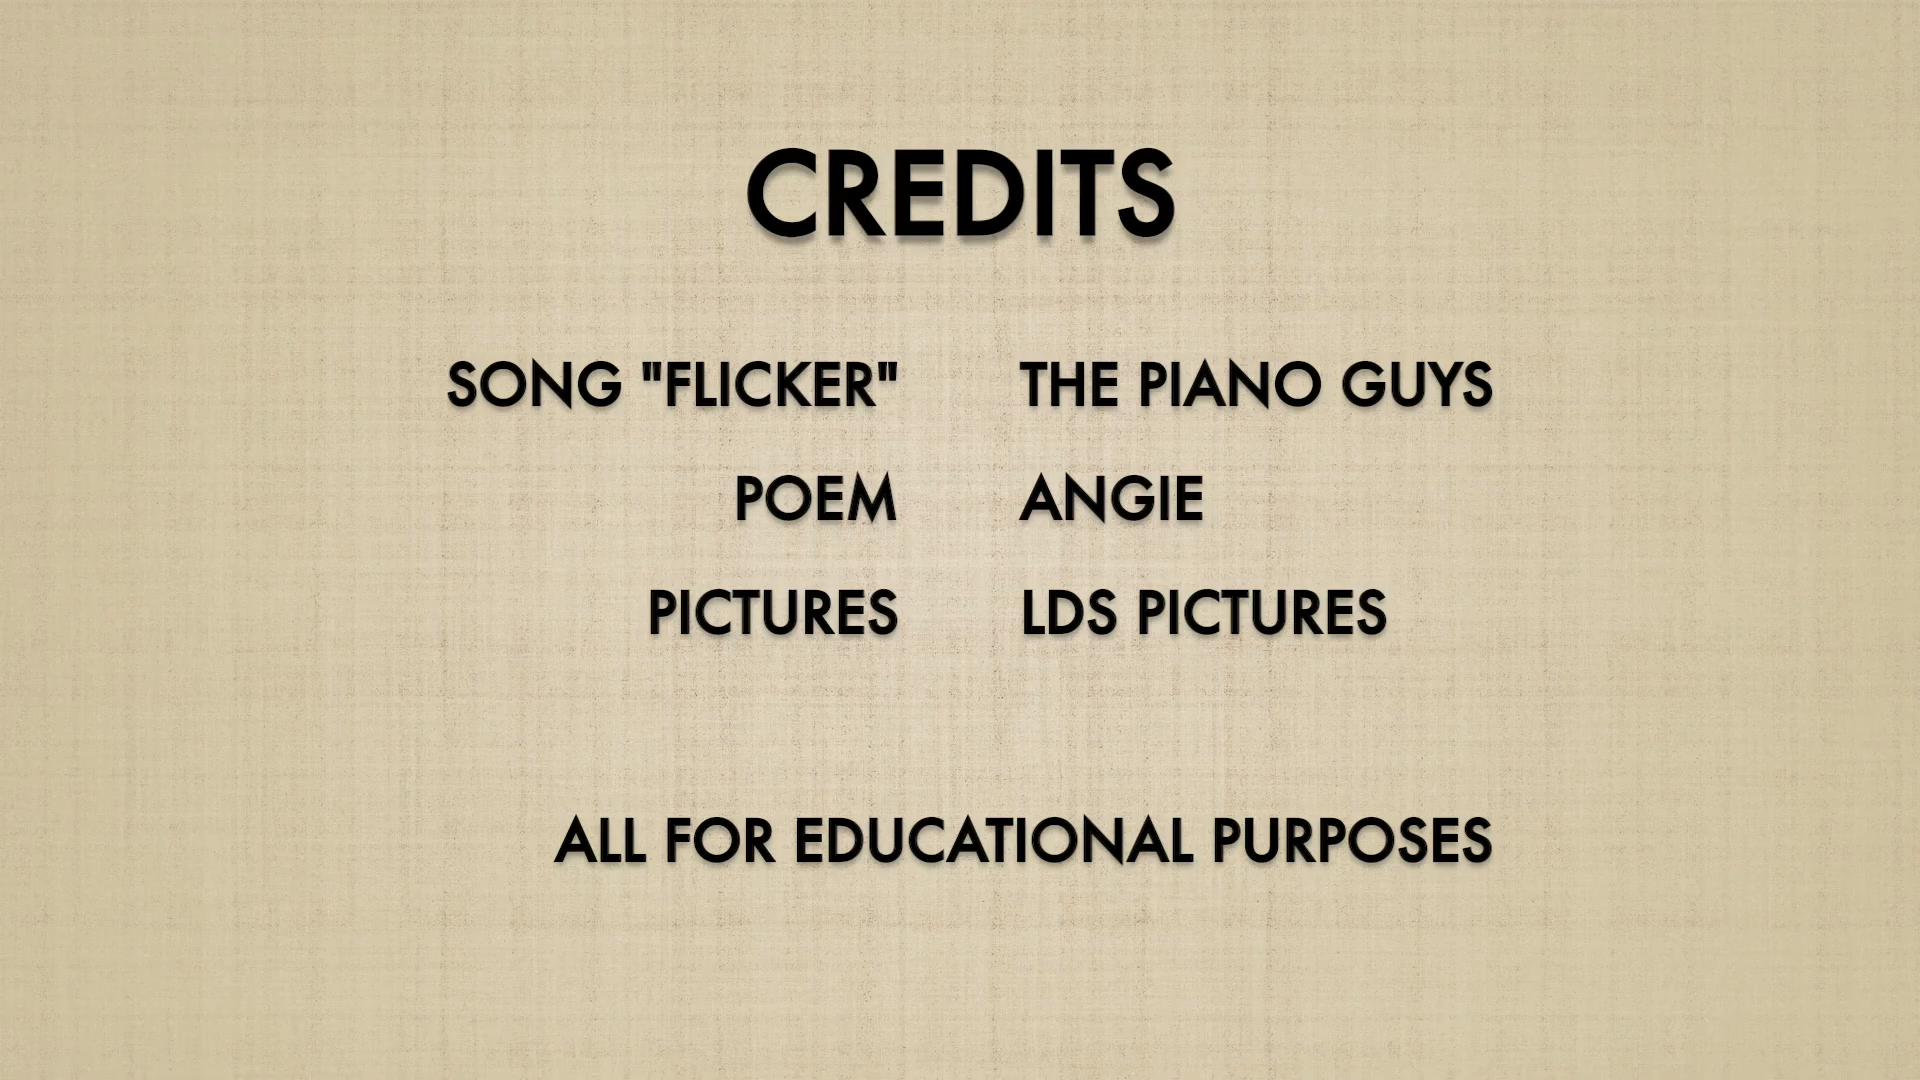 CREDITS
SONG "FLICKER" THE PIANO GUYS
POEM ANGIE
PICTURES LDS PICTURES
ALL FOR EDUCATIONAL PURPOSES